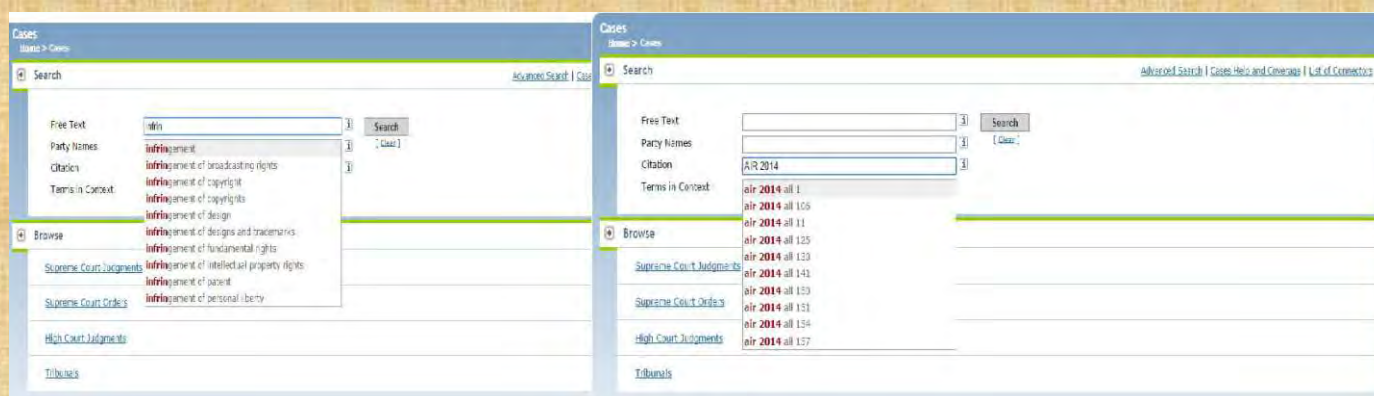 Cases
Home > Cases
Search
Advanced Search | Case
Free Text
infrin
Search
Party Names
[ Clear ]
Citation
Terms in Context
infringement
infringement of broadcasting rights
infringement of copyright
infringement of copyrights
infringement of design
infringement of designs and trademarks
infringement of fundamental rights
infringement of intellectual property rights
infringement of patent
infringement of personal liberty
Browse
Supreme Court Judgments
Supreme Court Orders
High Court Judgments
Tribunals
Cases
Home > Cases
Search
Advanced Search | Cases Help and Coverage | List of Connectors
Free Text
Search
Party Names
[ Clear ]
Citation
AIR 2014
Terms in Context
air 2014 all 1
air 2014 all 106
air 2014 all 11
air 2014 all 125
air 2014 all 133
air 2014 all 141
air 2014 all
air 2014 all 151
air 2014 all 154
air 2014 all 157
Browse
Supreme Court Judgments
Supreme Court Orders
High Court Judgments
Tribunals